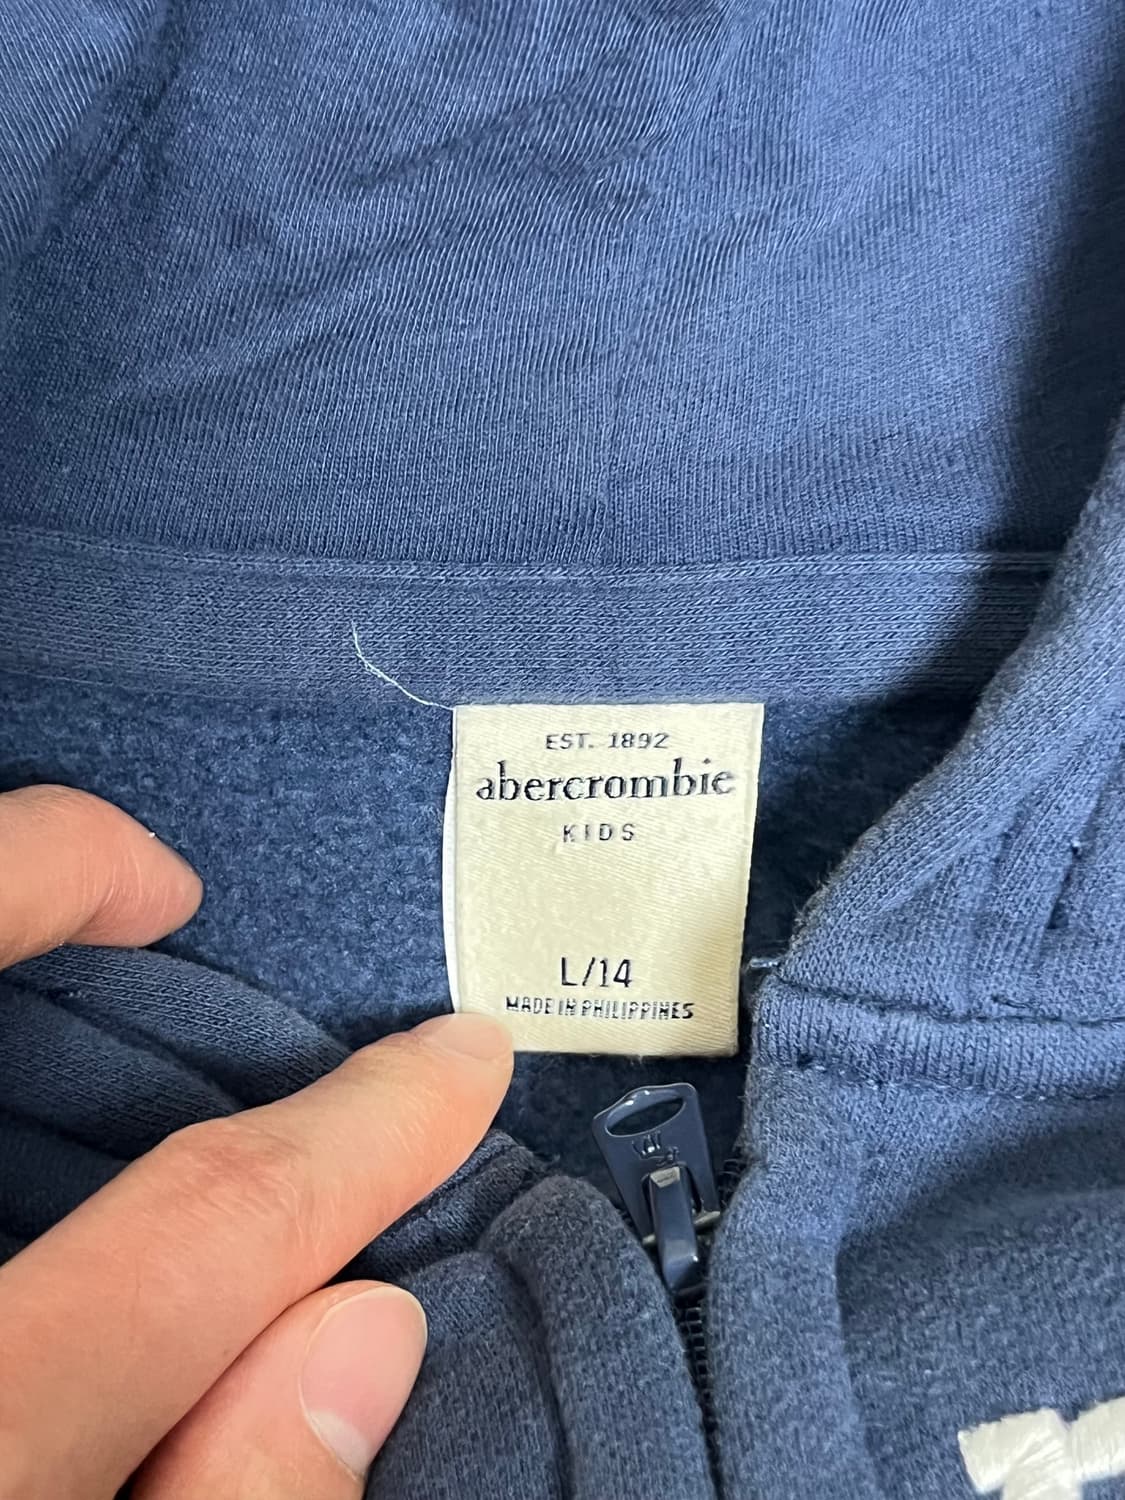 EST. 1892
abercrombie
KIDS
L/14
MADE IN PHILIPPINES